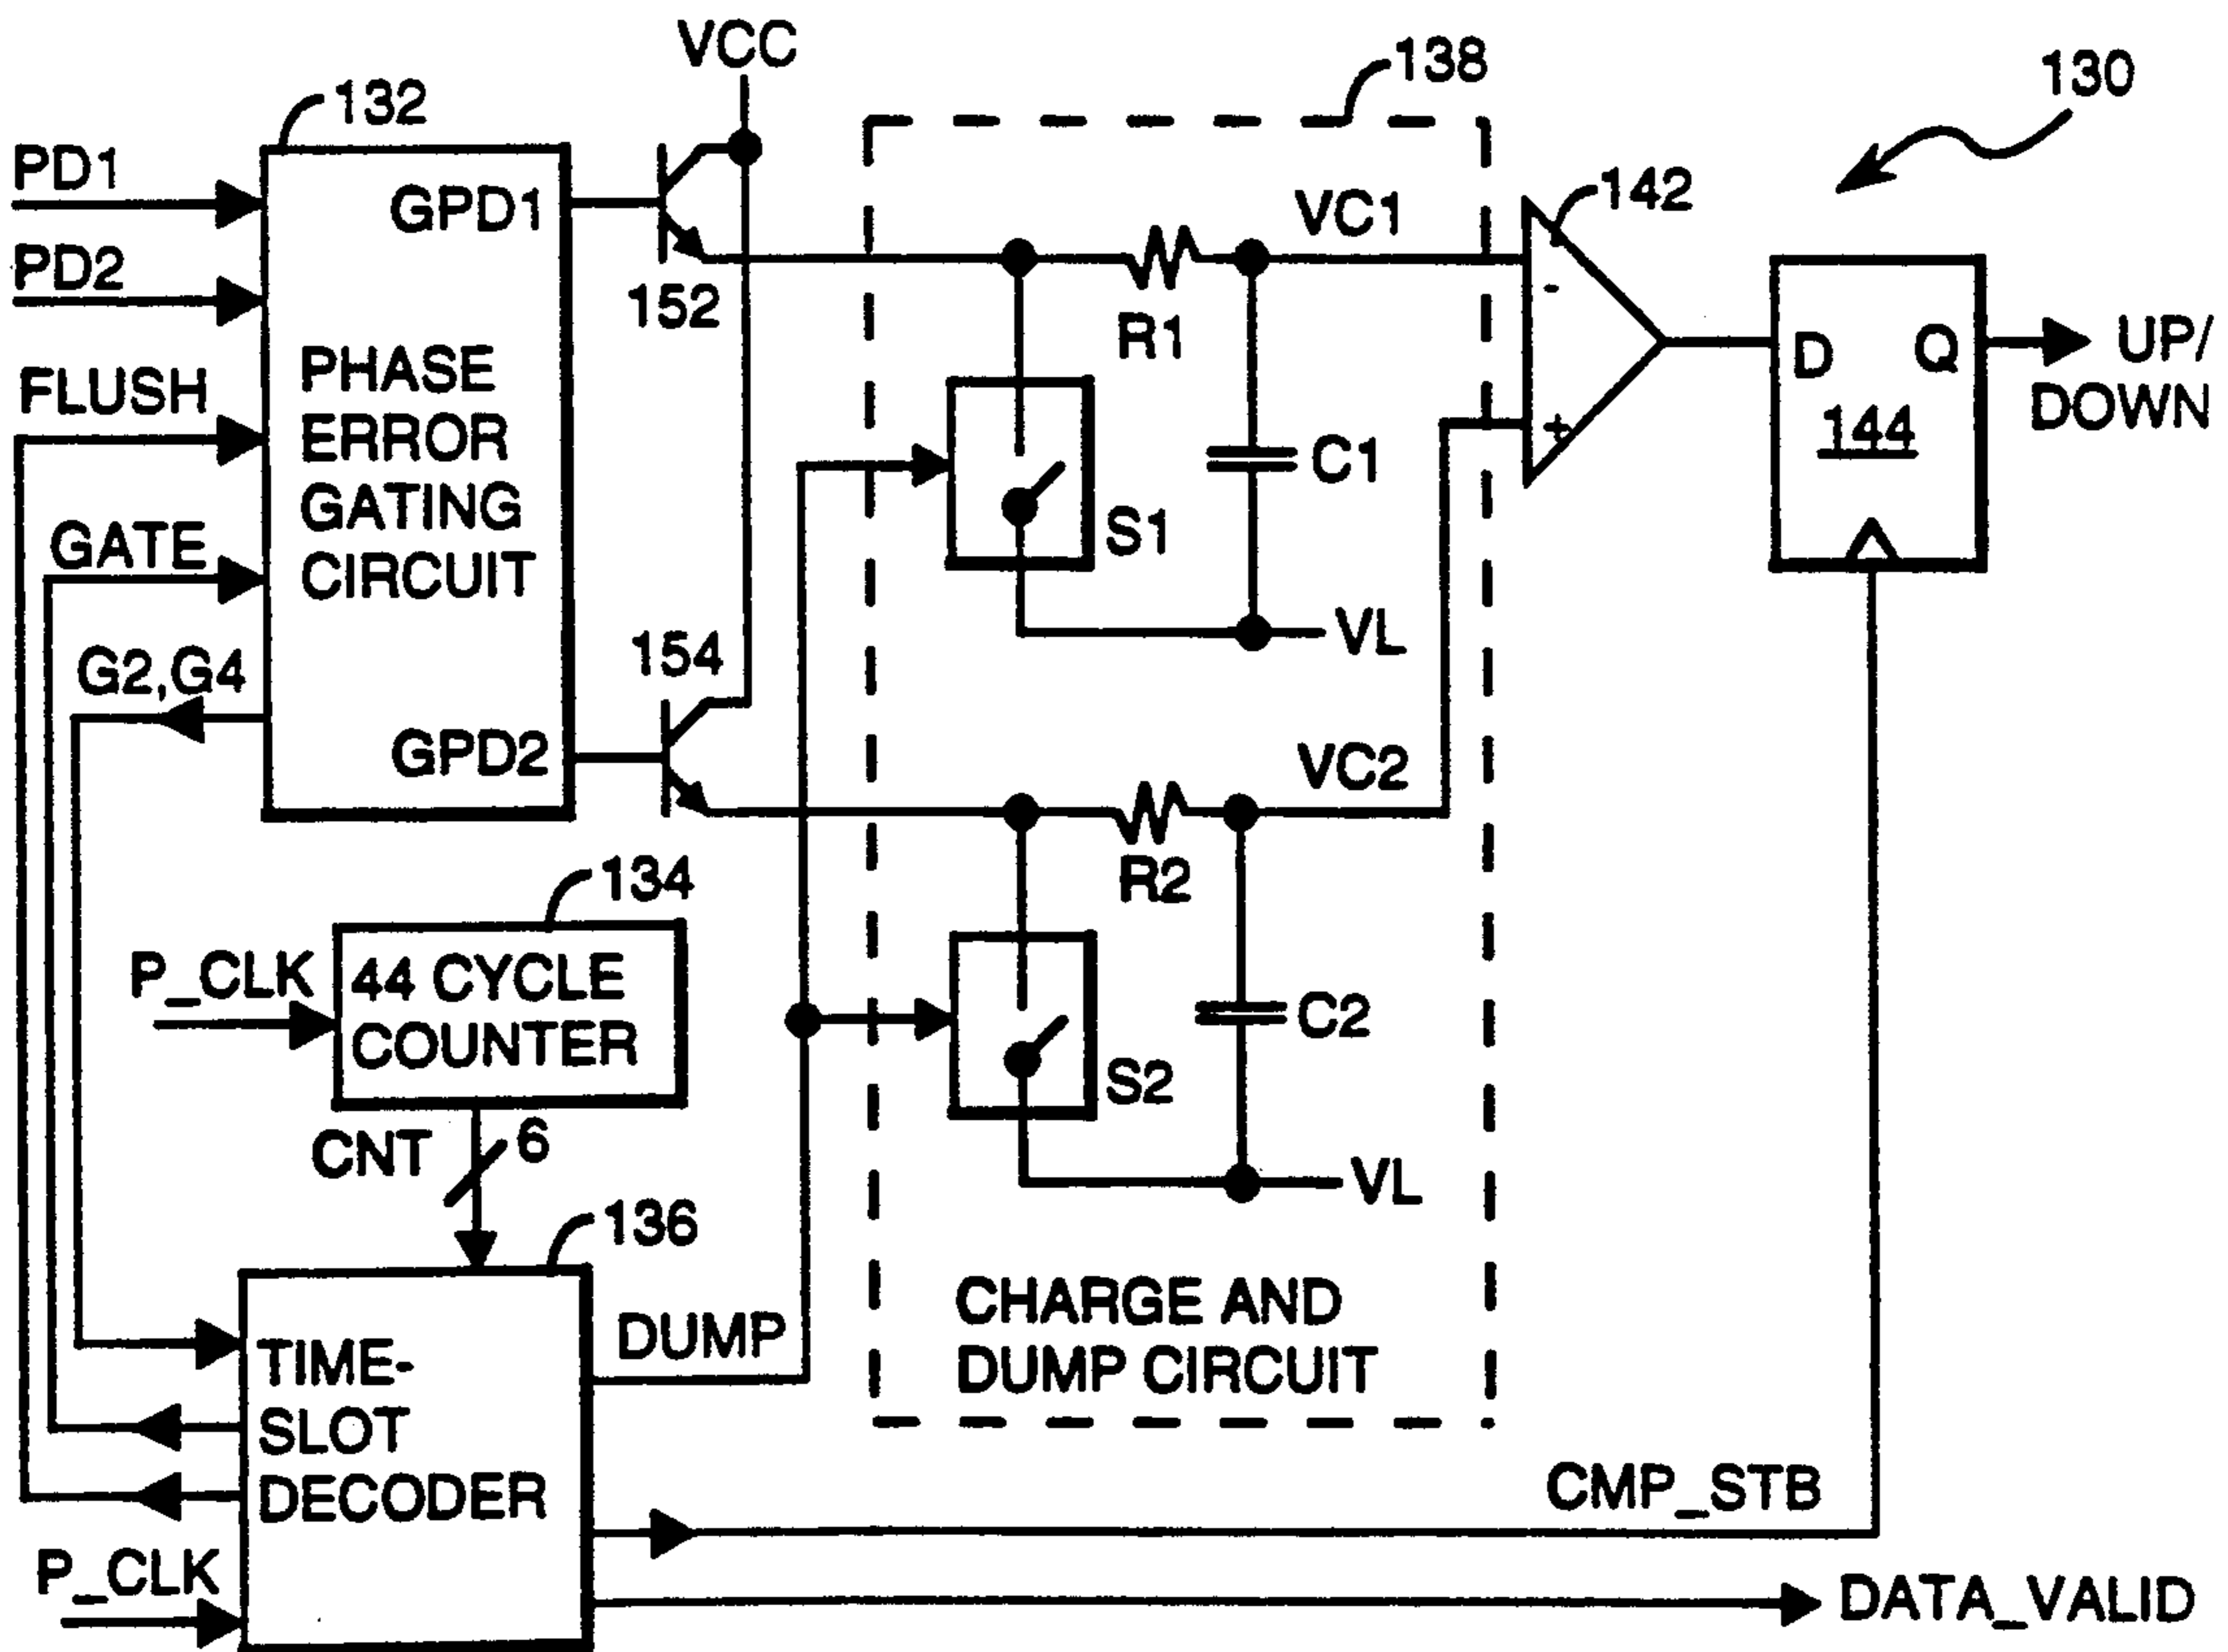 VCC
138
130
132
PD1
GPD1
142
VC1
PD2
-
152
R1
PHASE
ERROR
GATING
CIRCUIT
FLUSH
D
Q
UP/
DOWN
144
+
C1
S1
GATE
VL
154
G2,G4
GPD2
VC2
R2
134
P_CLK
44 CYCLE
COUNTER
C2
S2
CNT
6
VL
136
CHARGE AND
DUMP CIRCUIT
DUMP
TIME-
SLOT
DECODER
CMP_STB
P_CLK
DATA_VALID